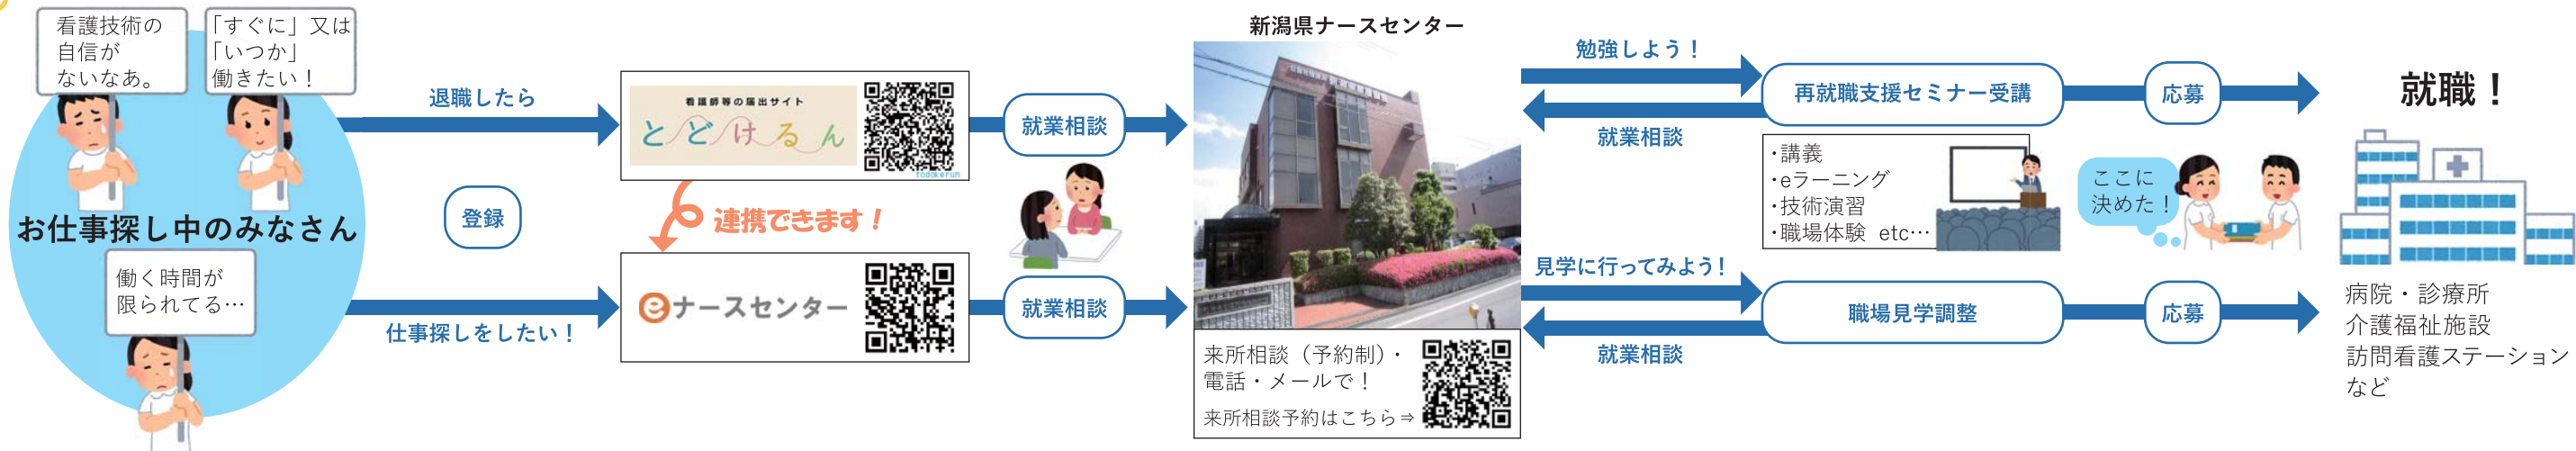 看護技術の
自信が
ないなあ。
「すぐに」又は
「いつか」
働きたい！
お仕事探し中のみなさん
働く時間が
限られてる…
退職したら
登録
仕事探しをしたい！
看護師等の届出サイト
とどけるん
todokerun
連携できます！
eナースセンター
就業相談
就業相談
新潟県ナースセンター
来所相談（予約制）・
電話・メールで！
来所相談予約はこちら⇒
勉強しよう！
就業相談
再就職支援セミナー受講
・講義
・eラーニング
・技術演習
・職場体験 etc…
見学に行ってみよう！
就業相談
職場見学調整
応募
ここに
決めた！
応募
就職！
病院・診療所
介護福祉施設
訪問看護ステーション
など